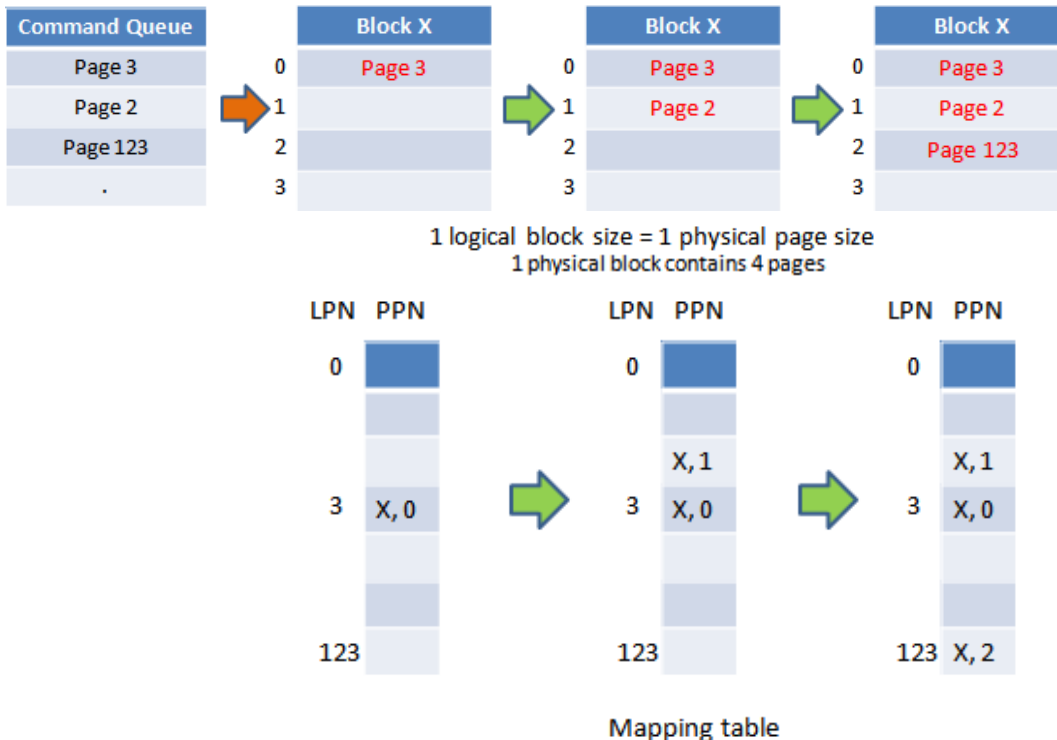 Command Queue Block X Block X Block X
Page 3 0 Page 3 0 Page 3 0 Page 3
Page 2 1 1 Page 2 1 Page 2
Page 123 2 2 2 Page 123
. 3 3 3
1 logical block size = 1 physical page size
1 physical block contains 4 pages
LPN PPN LPN PPN LPN PPN
0 0 0
X, 1 X, 1
3 X, 0 3 X, 0 3 X, 0
123 123 123 X, 2
Mapping table